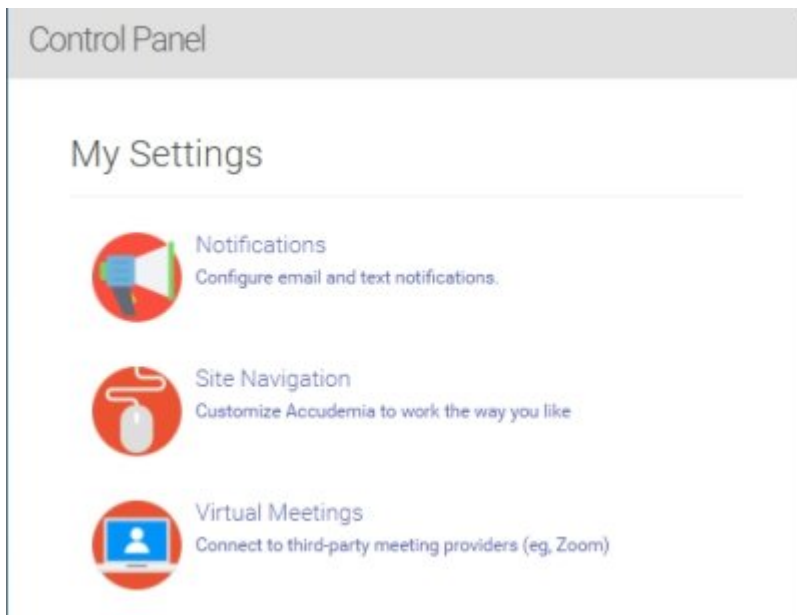 Control Panel
My Settings
Notifications
Configure email and text notifications.
Site Navigation
Customize Accudemia to work the way you like
Virtual Meetings
Connect to third-party meeting providers (eg, Zoom)